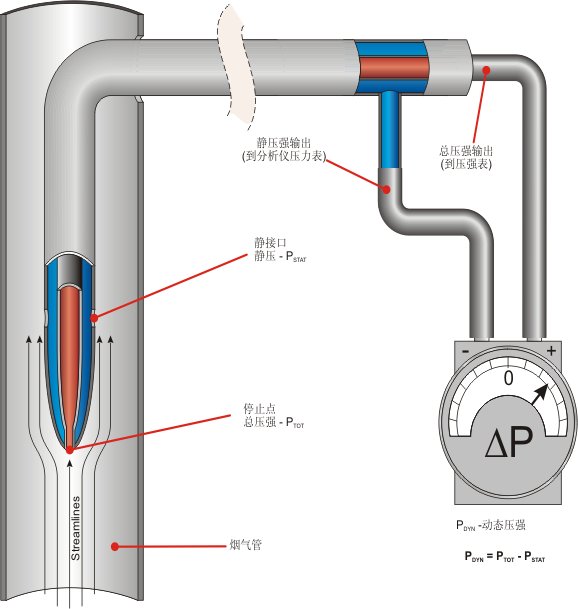 静压强输出
(到分析仪压力表)
总压强输出
(到压强表)
静接口
静压 - PSTAT
停止点
总压强 - PTOT
烟气管
Streamlines
- +
0
ΔP
PDYN -动态压强
PDYN = PTOT - PSTAT